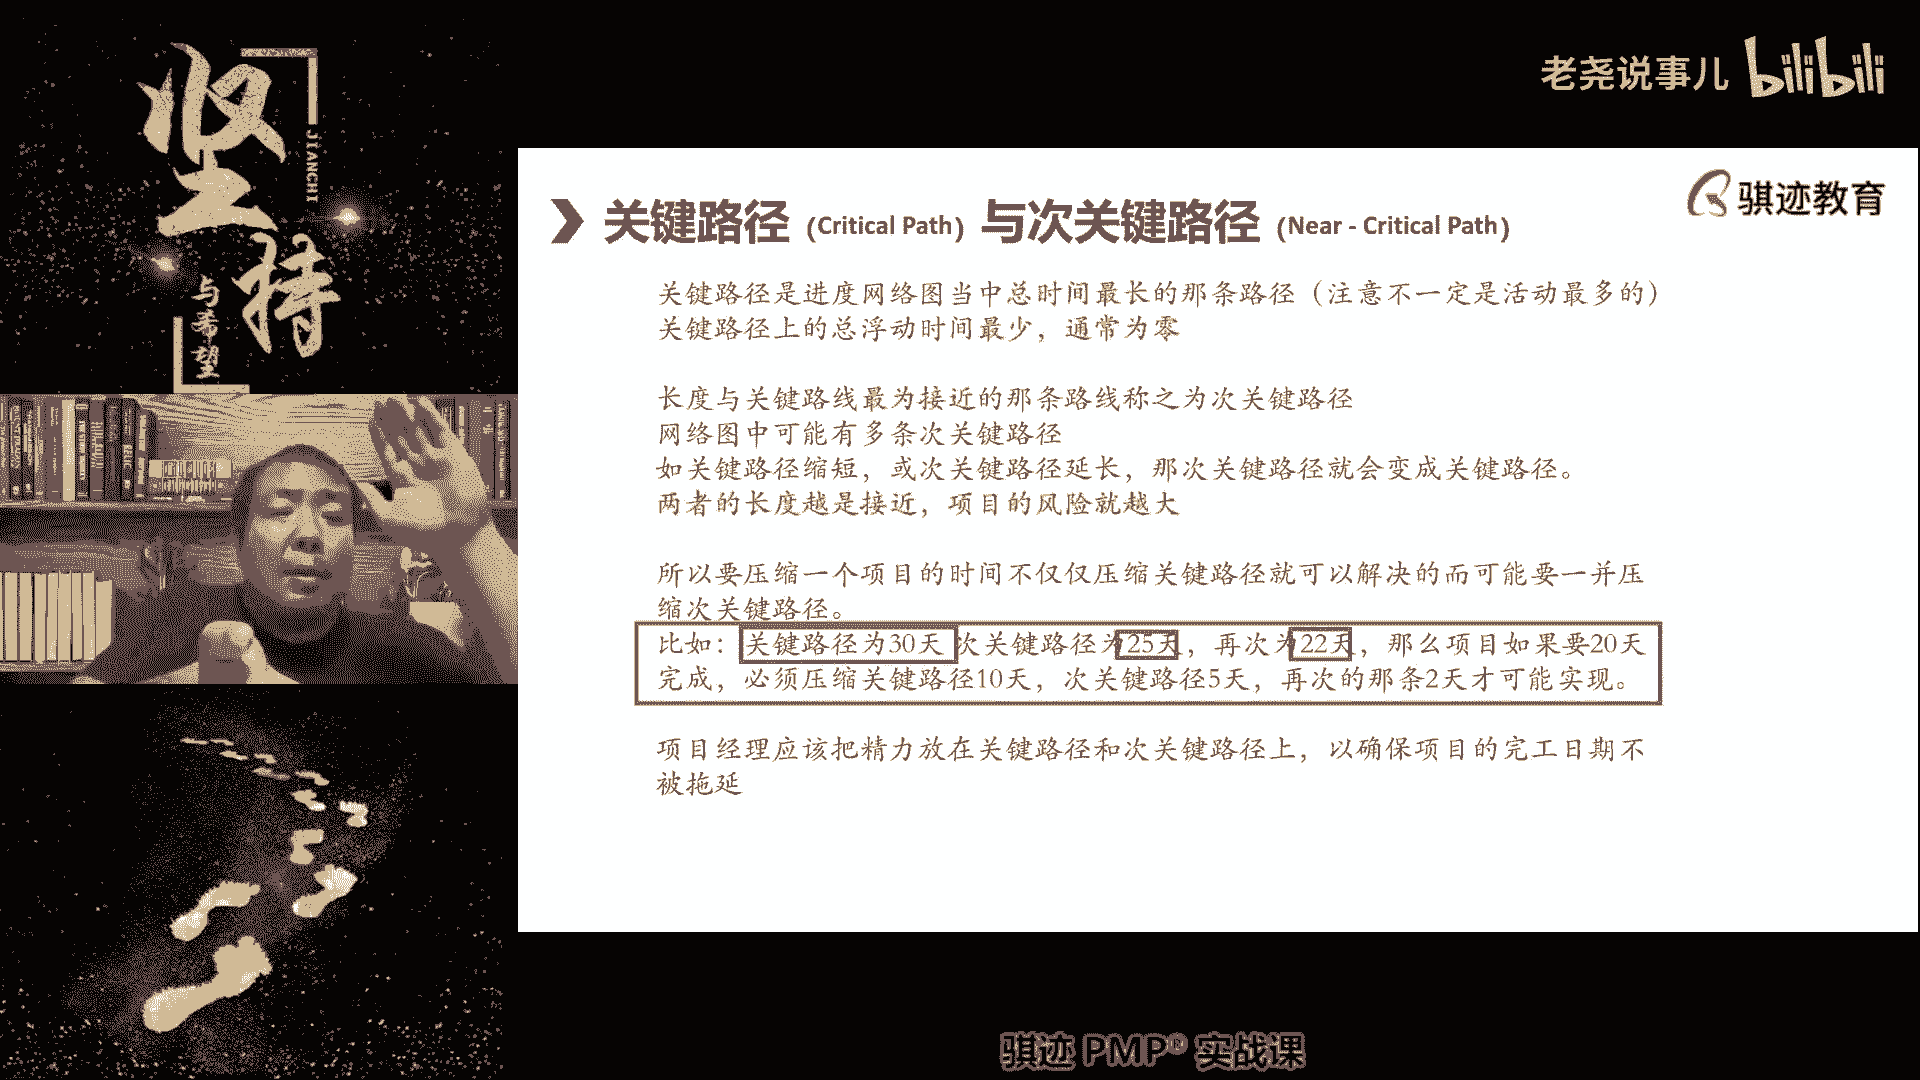 坚持
JIANCHI
与希望
老尧说事儿 bilibili
骐迹教育
关键路径 (Critical Path) 与次关键路径 (Near - Critical Path)
关键路径是进度网络图当中总时间最长的那条路径（注意不一定是活动最多的）
关键路径上的总浮动时间最少，通常为零
长度与关键路线最为接近的那条路线称之为次关键路径
网络图中可能有多条次关键路径
如关键路径缩短，或次关键路径延长，那次关键路径就会变成关键路径。
两者的长度越是接近，项目的风险就越大
所以要压缩一个项目的时间不仅仅压缩关键路径就可以解决的而可能要一并压
缩次关键路径。
比如：关键路径为30天 次关键路径为25天，再次为22天，那么项目如果要20天
完成，必须压缩关键路径10天，次关键路径5天，再次的那条2天才可能实现。
项目经理应该把精力放在关键路径和次关键路径上，以确保项目的完工日期不
被拖延
骐迹 PMP® 实战课